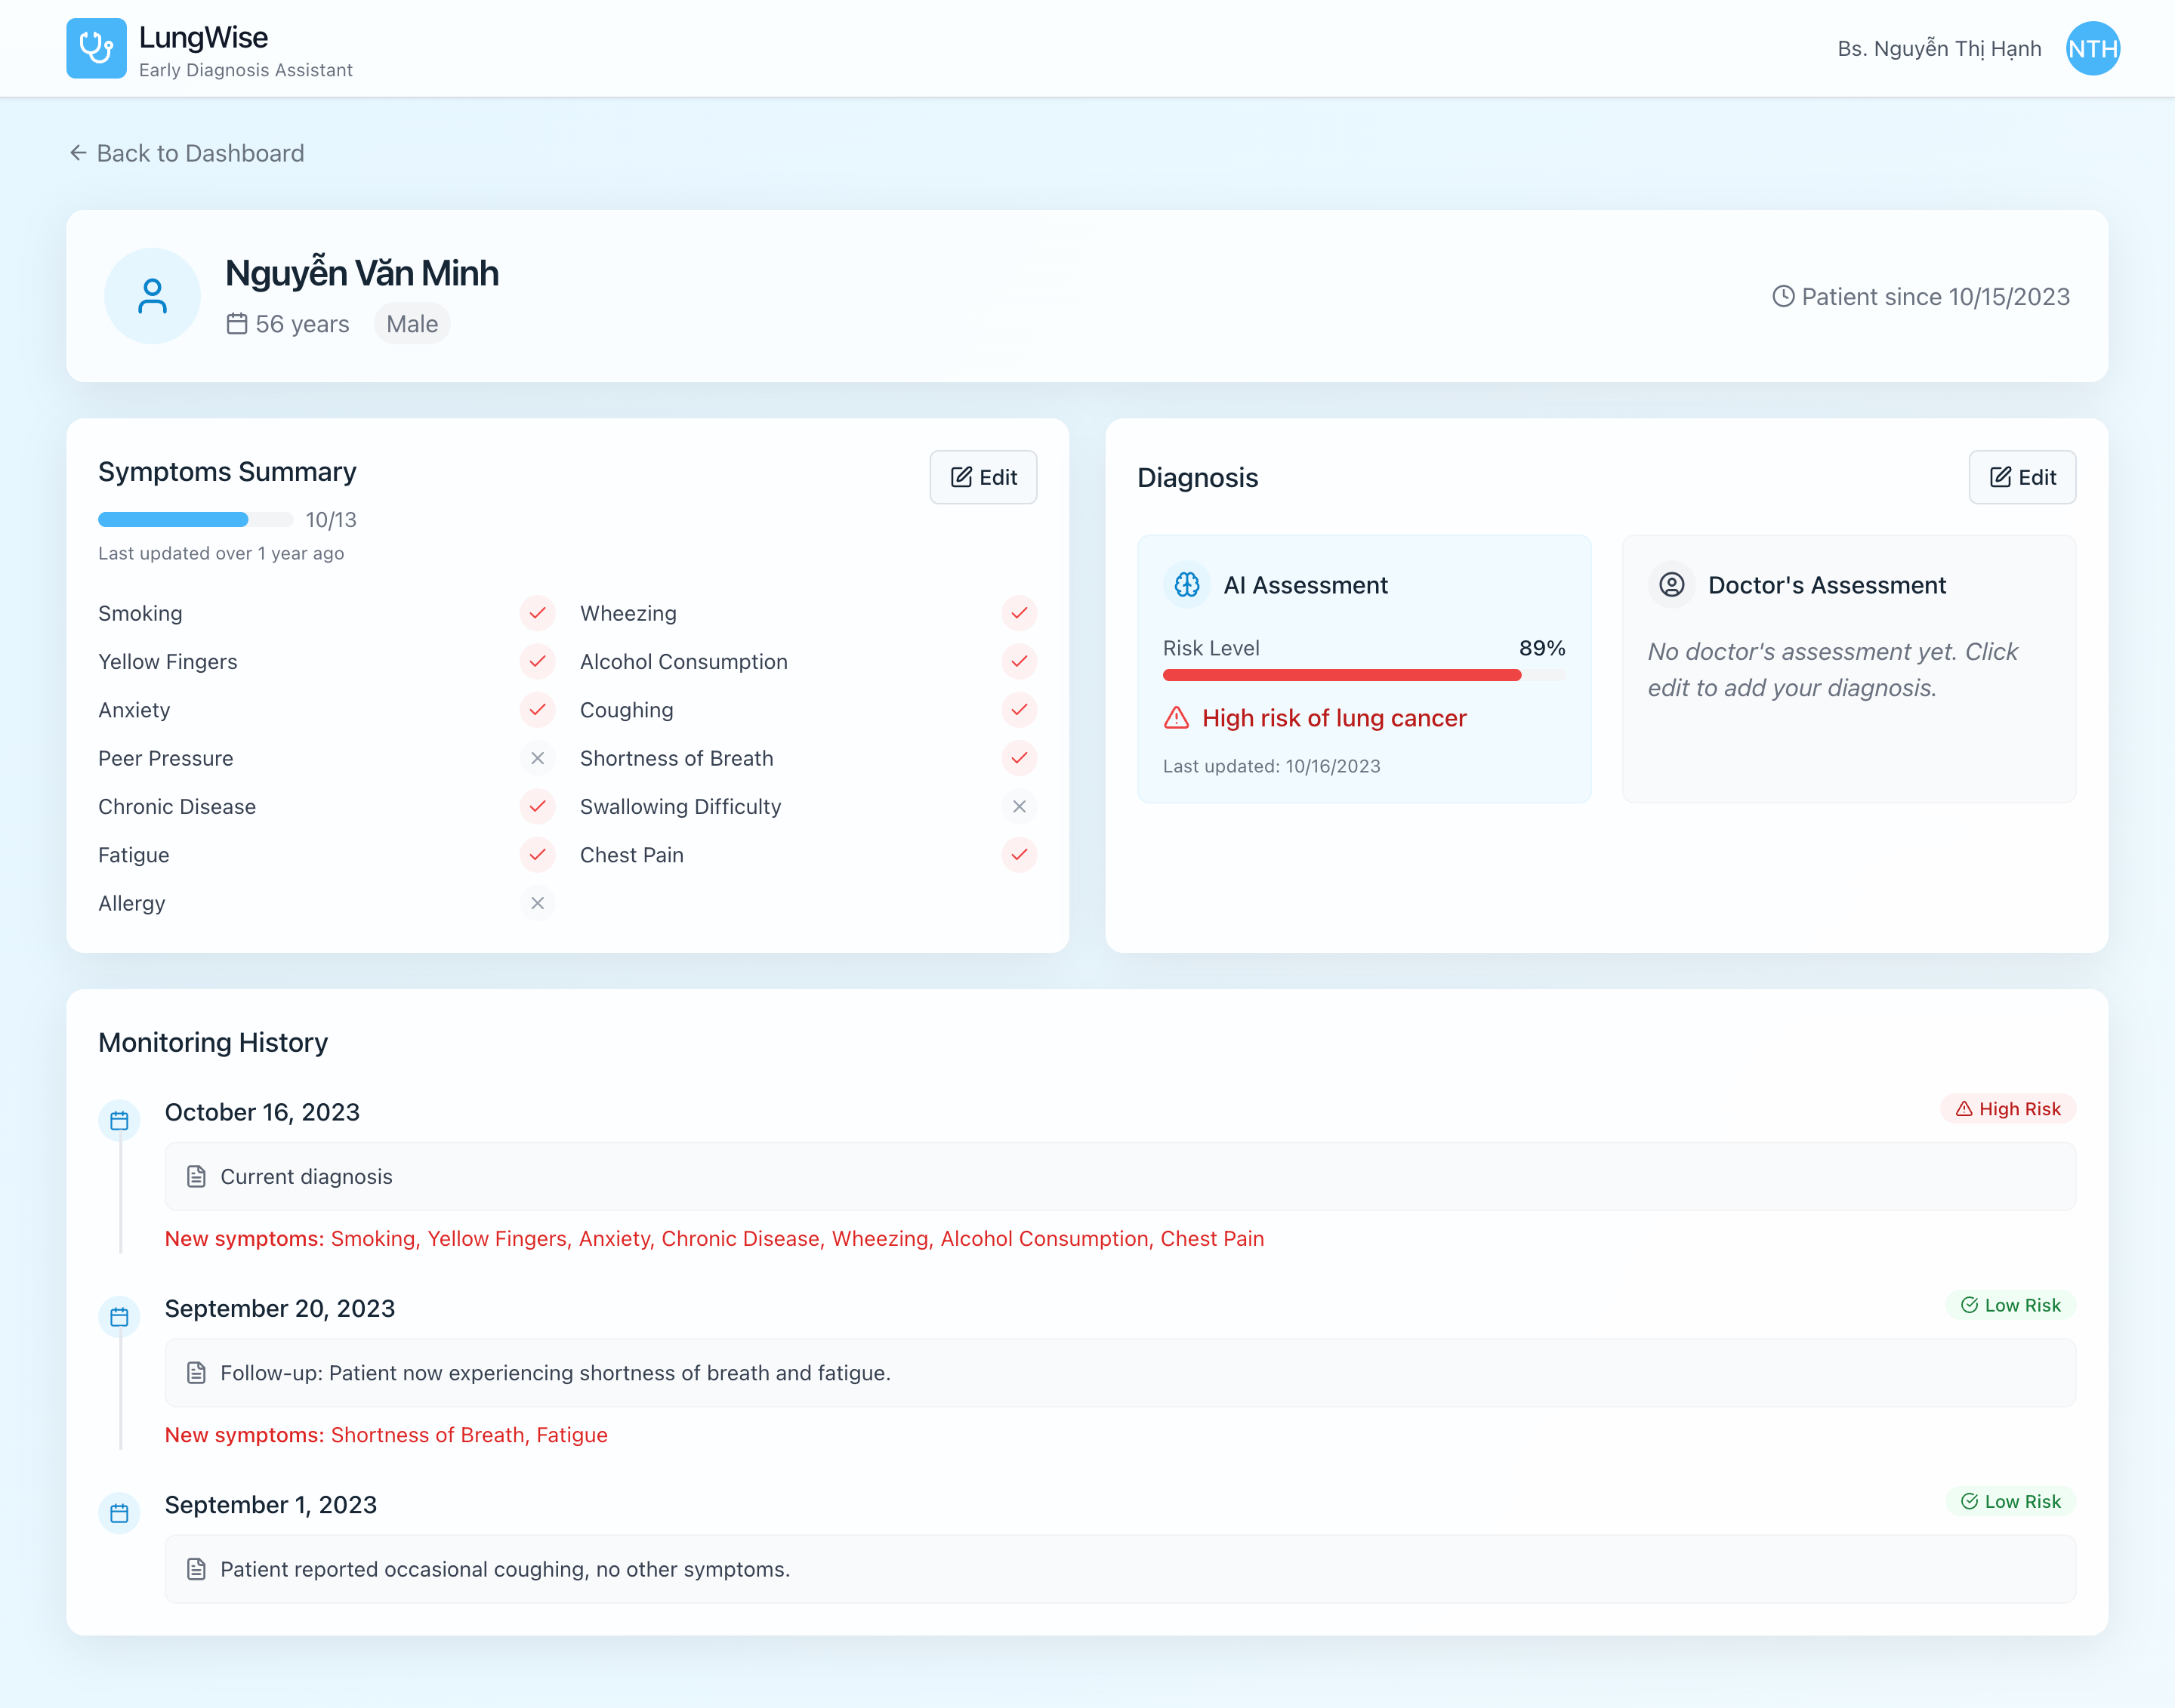 LungWise
Early Diagnosis Assistant
Bs. Nguyễn Thị Hạnh
NTH
Back to Dashboard
Nguyễn Văn Minh
56 years
Male
Patient since 10/15/2023
Symptoms Summary
Edit
10/13
Last updated over 1 year ago
Smoking
Wheezing
Yellow Fingers
Alcohol Consumption
Anxiety
Coughing
Peer Pressure
Shortness of Breath
Chronic Disease
Swallowing Difficulty
Fatigue
Chest Pain
Allergy
Diagnosis
Edit
AI Assessment
Risk Level
89%
High risk of lung cancer
Last updated: 10/16/2023
Doctor's Assessment
No doctor's assessment yet. Click
edit to add your diagnosis.
Monitoring History
October 16, 2023
High Risk
Current diagnosis
New symptoms: Smoking, Yellow Fingers, Anxiety, Chronic Disease, Wheezing, Alcohol Consumption, Chest Pain
September 20, 2023
Low Risk
Follow-up: Patient now experiencing shortness of breath and fatigue.
New symptoms: Shortness of Breath, Fatigue
September 1, 2023
Low Risk
Patient reported occasional coughing, no other symptoms.